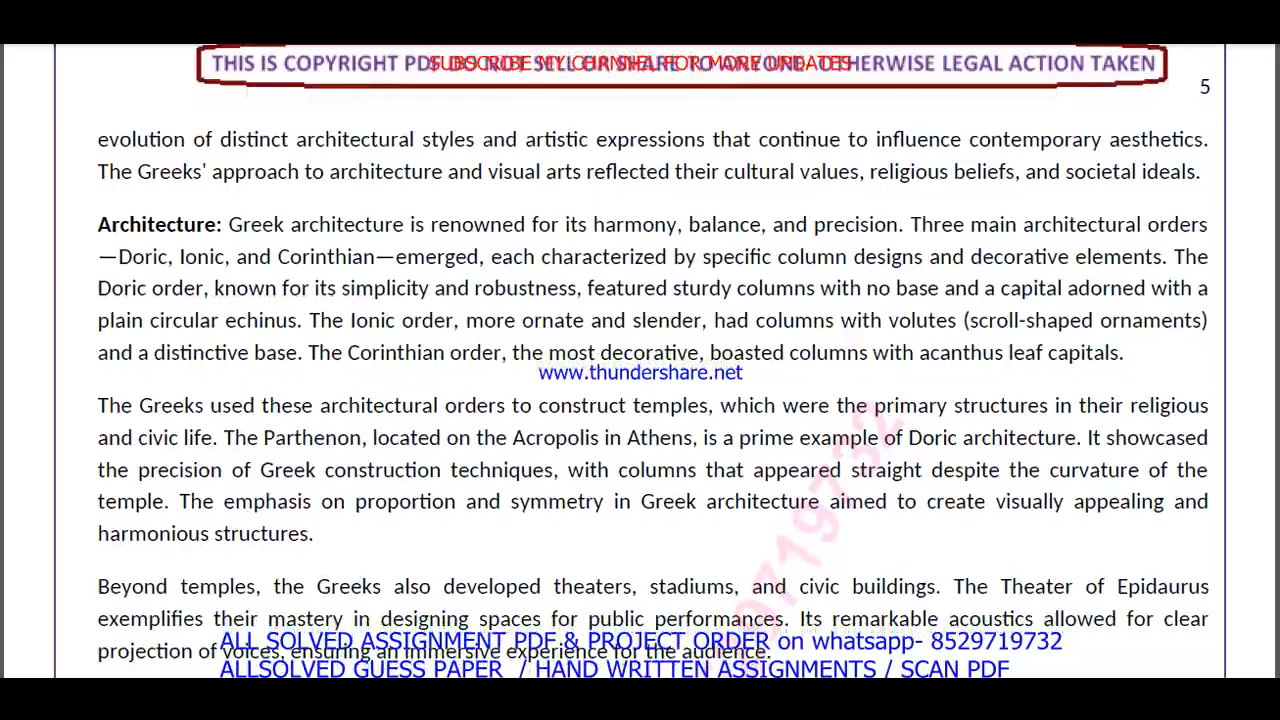 THIS IS COPYRIGHT PDF DO NOT SELL OR SHARE TO ANYONE OTHERWISE LEGAL ACTION TAKEN
SUBSCRIBE MY CHANNEL FOR MORE UPDATES
5
evolution of distinct architectural styles and artistic expressions that continue to influence contemporary aesthetics.
The Greeks' approach to architecture and visual arts reflected their cultural values, religious beliefs, and societal ideals.
Architecture: Greek architecture is renowned for its harmony, balance, and precision. Three main architectural orders
—Doric, Ionic, and Corinthian—emerged, each characterized by specific column designs and decorative elements. The
Doric order, known for its simplicity and robustness, featured sturdy columns with no base and a capital adorned with a
plain circular echinus. The Ionic order, more ornate and slender, had columns with volutes (scroll-shaped ornaments)
and a distinctive base. The Corinthian order, the most decorative, boasted columns with acanthus leaf capitals.
www.thundershare.net
The Greeks used these architectural orders to construct temples, which were the primary structures in their religious
and civic life. The Parthenon, located on the Acropolis in Athens, is a prime example of Doric architecture. It showcased
the precision of Greek construction techniques, with columns that appeared straight despite the curvature of the
temple. The emphasis on proportion and symmetry in Greek architecture aimed to create visually appealing and
harmonious structures.
Beyond temples, the Greeks also developed theaters, stadiums, and civic buildings. The Theater of Epidaurus
exemplifies their mastery in designing spaces for public performances. Its remarkable acoustics allowed for clear
projection of voices, ensuring an immersive experience for the audience.
ALL SOLVED ASSIGNMENT PDF & PROJECT ORDER on whatsapp- 8529719732
ALLSOLVED GUESS PAPER / HAND WRITTEN ASSIGNMENTS / SCAN PDF
9719732